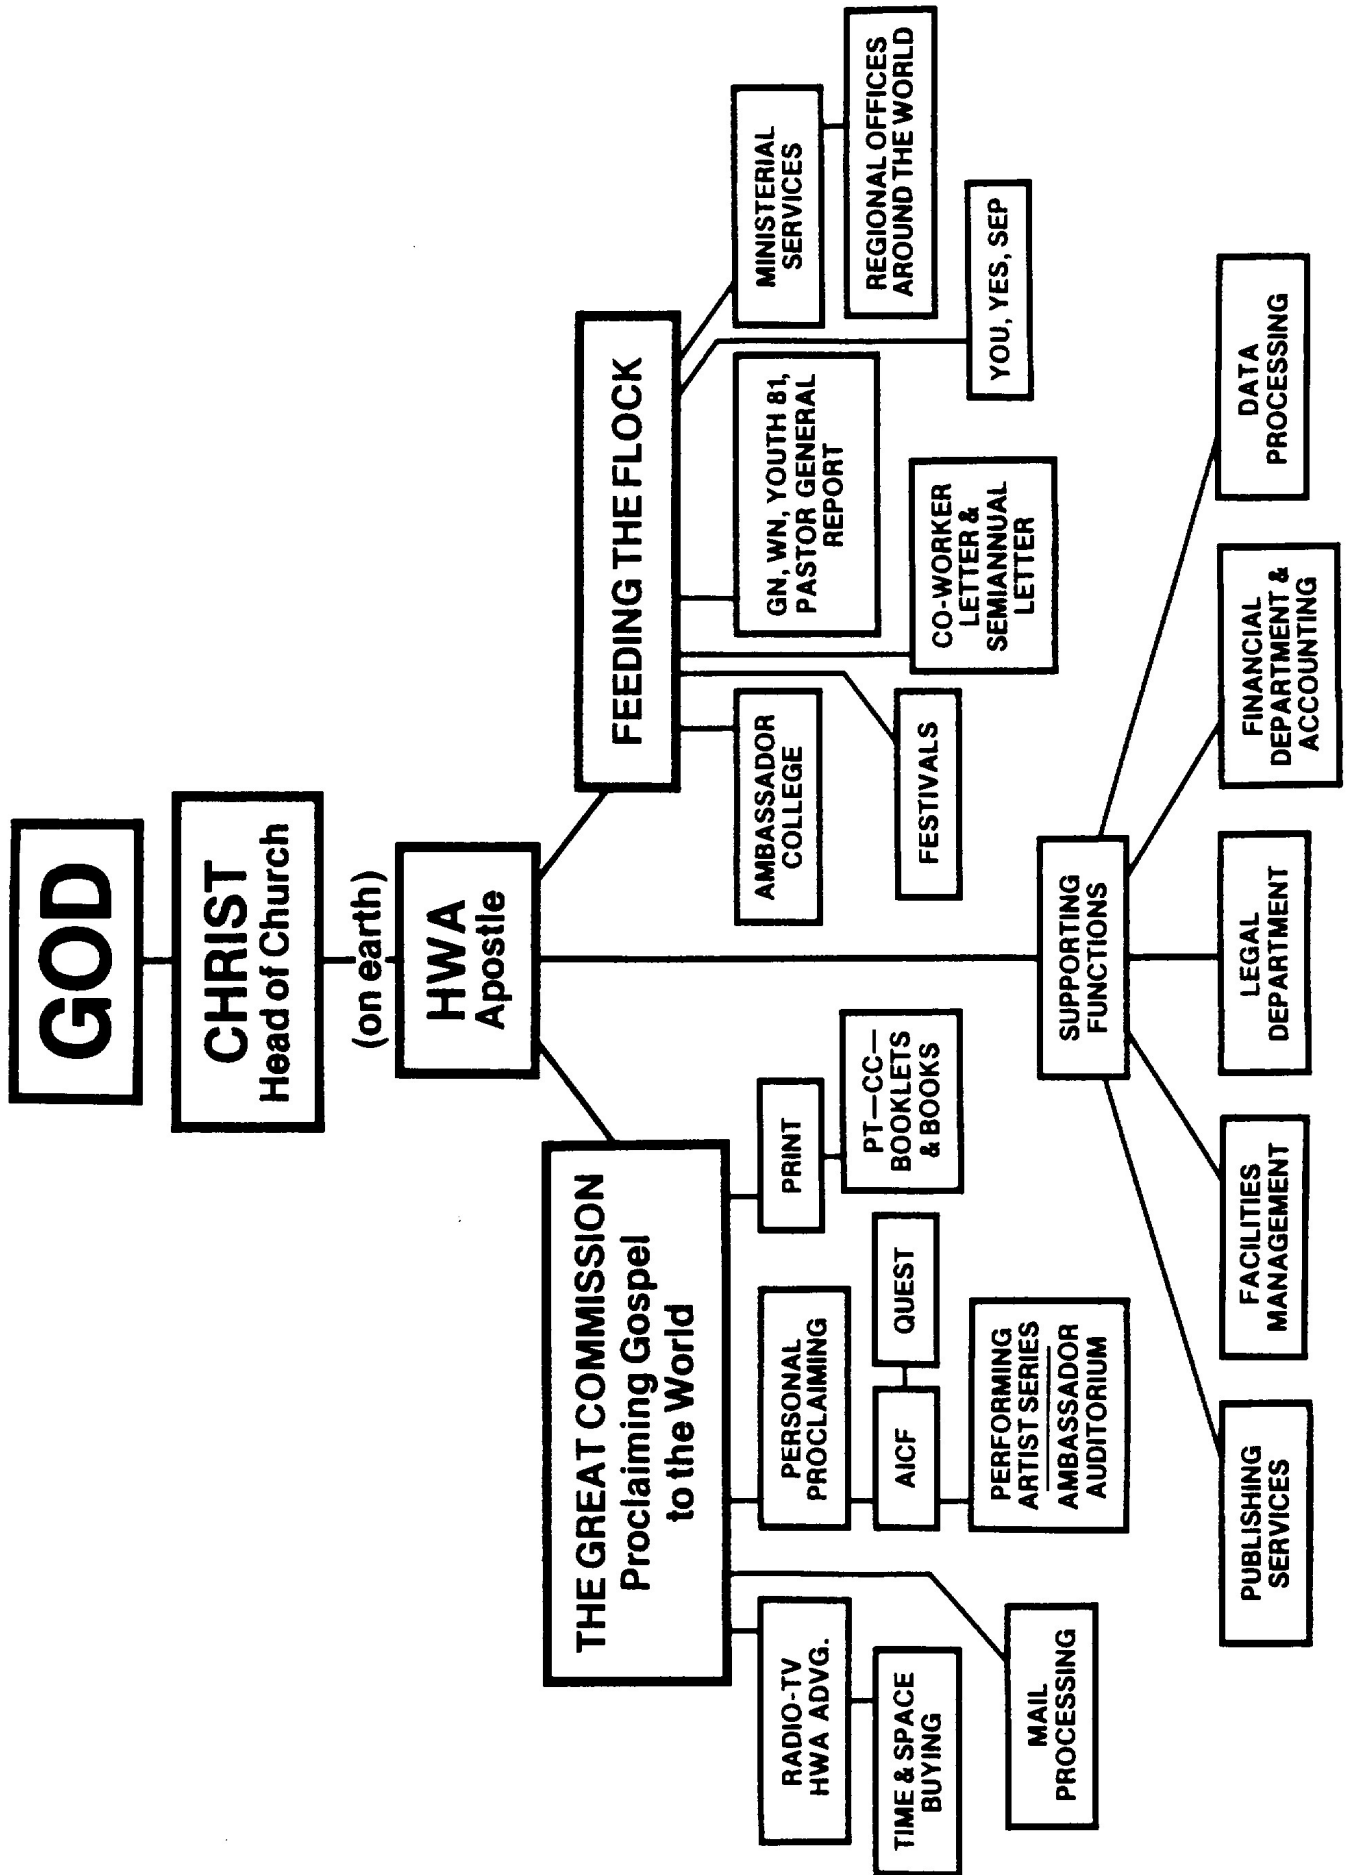 GOD
CHRIST
Head of Church
(on earth)
HWA
Apostle
THE GREAT COMMISSION
Proclaiming Gospel
to the World
RADIO-TV
HWA ADVG.
TIME & SPACE
BUYING
MAIL
PROCESSING
PERSONAL
PROCLAIMING
AICF
QUEST
PERFORMING
ARTIST SERIES
AMBASSADOR
AUDITORIUM
PRINT
PT—CC—
BOOKLETS
& BOOKS
FEEDING THE FLOCK
AMBASSADOR
COLLEGE
FESTIVALS
CO-WORKER
LETTER &
SEMIANNUAL
LETTER
GN, WN, YOUTH 81,
PASTOR GENERAL
REPORT
YOU, YES, SEP
MINISTERIAL
SERVICES
REGIONAL OFFICES
AROUND THE WORLD
SUPPORTING
FUNCTIONS
PUBLISHING
SERVICES
FACILITIES
MANAGEMENT
LEGAL
DEPARTMENT
FINANCIAL
DEPARTMENT &
ACCOUNTING
DATA
PROCESSING